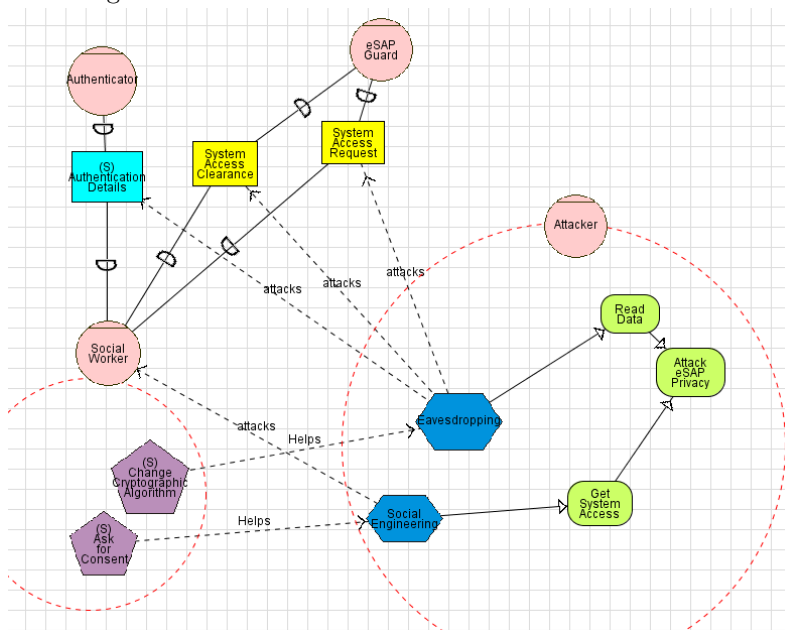 eSAP
Guard
Authenticator
System
Access
Request
System
Access
Clearance
(S)
Authentication
Details
Attacker
attacks
attacks
attacks
Read
Data
Social
Worker
Attack
eSAP
Privacy
Eavesdropping
attacks
Helps
(S)
Change
Cryptographic
Algorithm
Get
System
Access
Social
Engineering
Helps
(S)
Ask
for
Consent